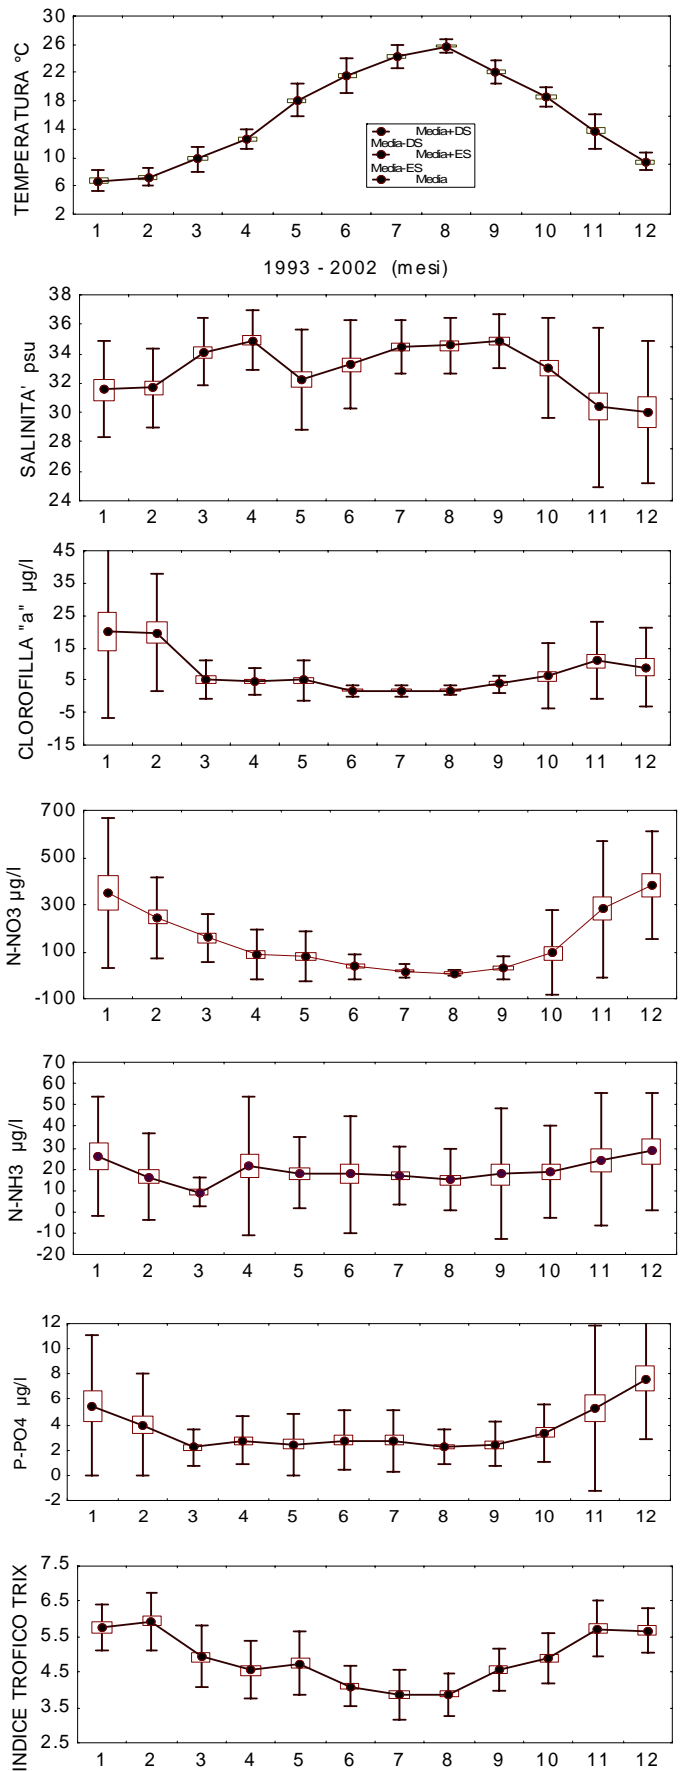 TEMPERATURA °C
30
26
22
18
14
10
6
2
Media+DS
Media-DS
Media+ES
Media-ES
Media
1 2 3 4 5 6 7 8 9 10 11 12
1993 - 2002 (mesi)
SALINITA' psu
38
36
34
32
30
28
26
24
1 2 3 4 5 6 7 8 9 10 11 12
CLOROFILLA "a" µg/l
45
35
25
15
5
-5
-15
1 2 3 4 5 6 7 8 9 10 11 12
N-NO3 µg/l
700
500
300
100
-100
1 2 3 4 5 6 7 8 9 10 11 12
N-NH3 µg/l
70
60
50
40
30
20
10
0
-10
-20
1 2 3 4 5 6 7 8 9 10 11 12
P-PO4 µg/l
12
10
8
6
4
2
0
-2
1 2 3 4 5 6 7 8 9 10 11 12
INDICE TROFICO TRIX
7.5
6.5
5.5
4.5
3.5
2.5
1 2 3 4 5 6 7 8 9 10 11 12